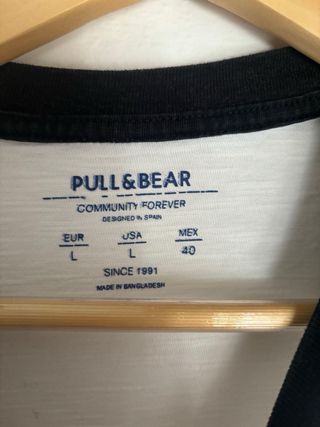 PULL&BEAR
COMMUNITY FOREVER
DESIGNED IN SPAIN
EUR USA MEX
L L 40
SINCE 1991
MADE IN BANGLADESH